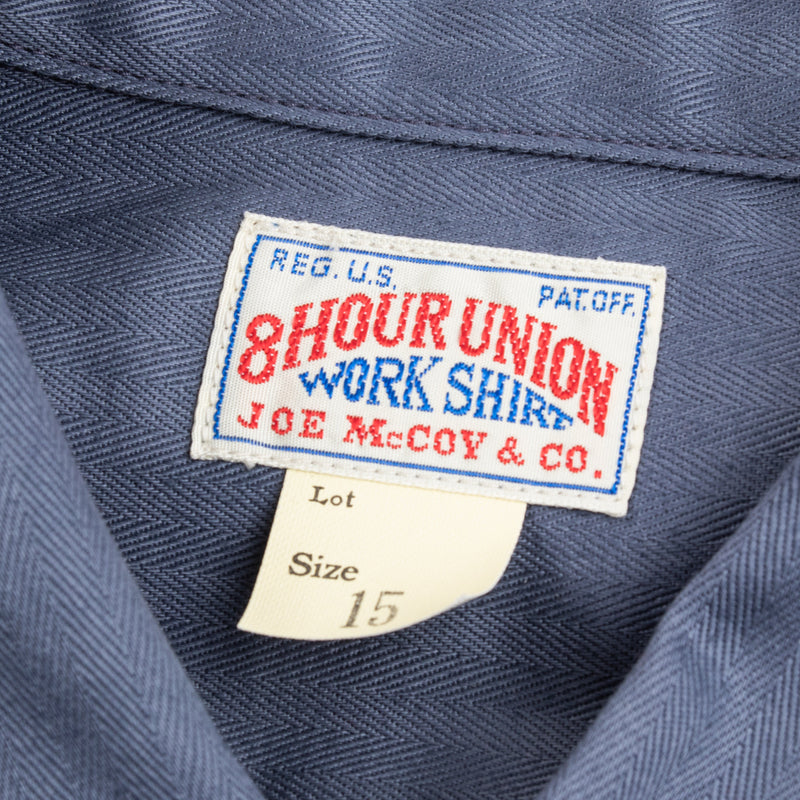 REG. U.S. PAT. OFF.
8 HOUR UNION
WORK SHIRT
JOE McCOY & CO.
Lot
Size
15